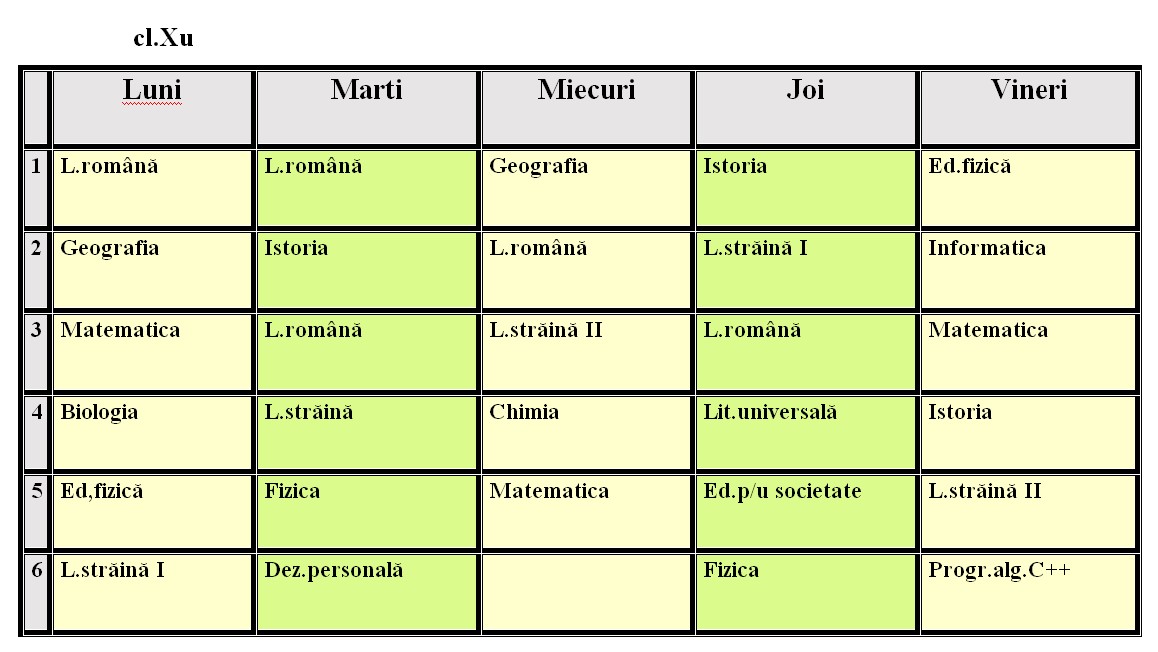 cl.Xu
Luni Marti Miecuri Joi Vineri
1 L.română L.română Geografia Istoria Ed.fizică
2 Geografia Istoria L.română L.străină I Informatica
3 Matematica L.română L.străină II L.română Matematica
4 Biologia L.străină Chimia Lit.universală Istoria
5 Ed,fizică Fizica Matematica Ed.p/u societate L.străină II
6 L.străină I Dez.personală Fizica Progr.alg.C++